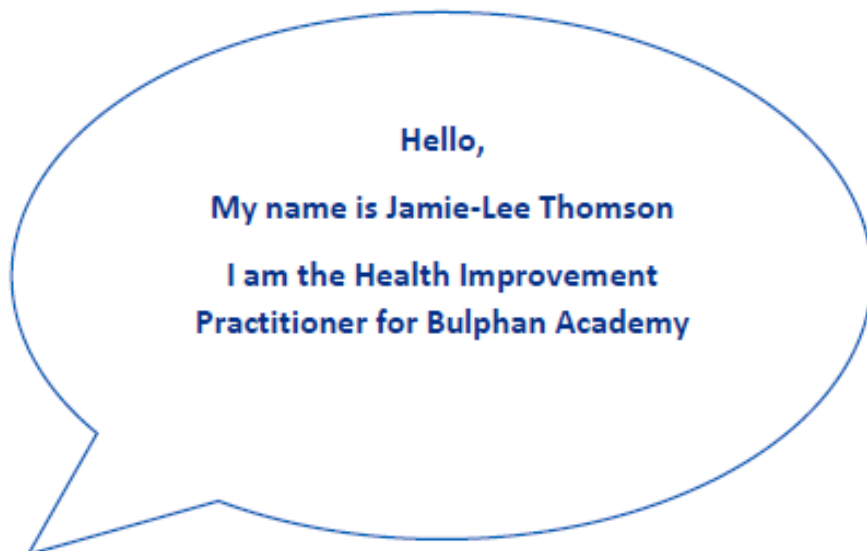 Hello,
My name is Jamie-Lee Thomson
I am the Health Improvement
Practitioner for Bulphan Academy